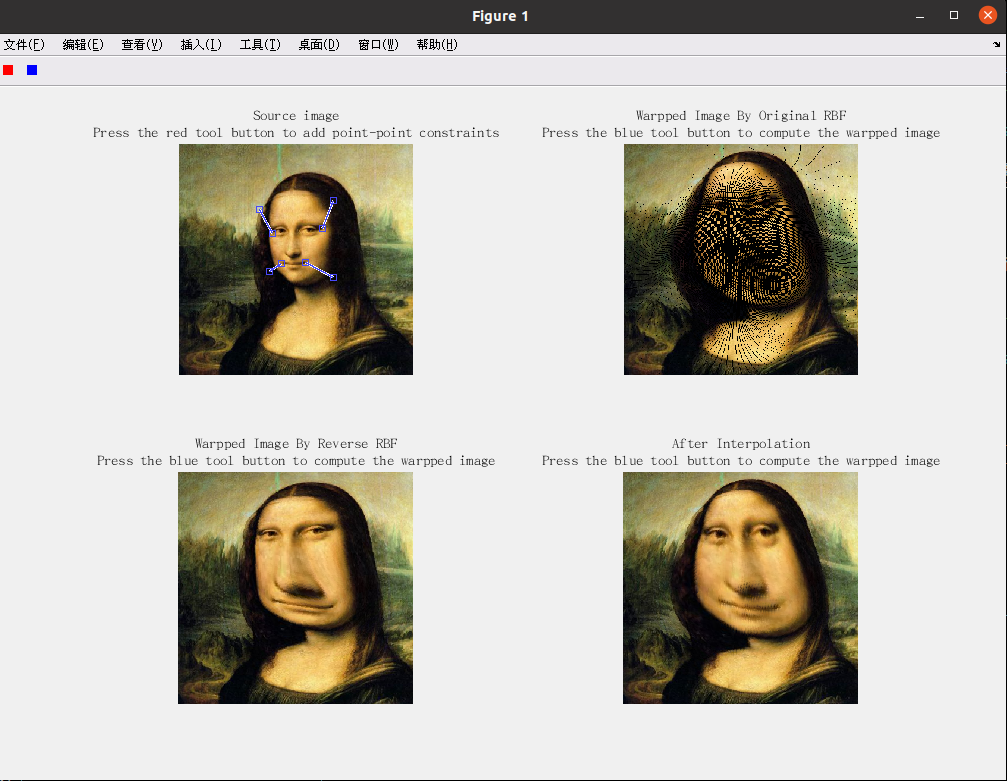 Figure 1
文件(F) 编辑(E) 查看(V) 插入(I) 工具(T) 桌面(D) 窗口(W) 帮助(H)
Source image
Press the red tool button to add point-point constraints
Warpped Image By Original RBF
Press the blue tool button to compute the warpped image
Warpped Image By Reverse RBF
Press the blue tool button to compute the warpped image
After Interpolation
Press the blue tool button to compute the warpped image